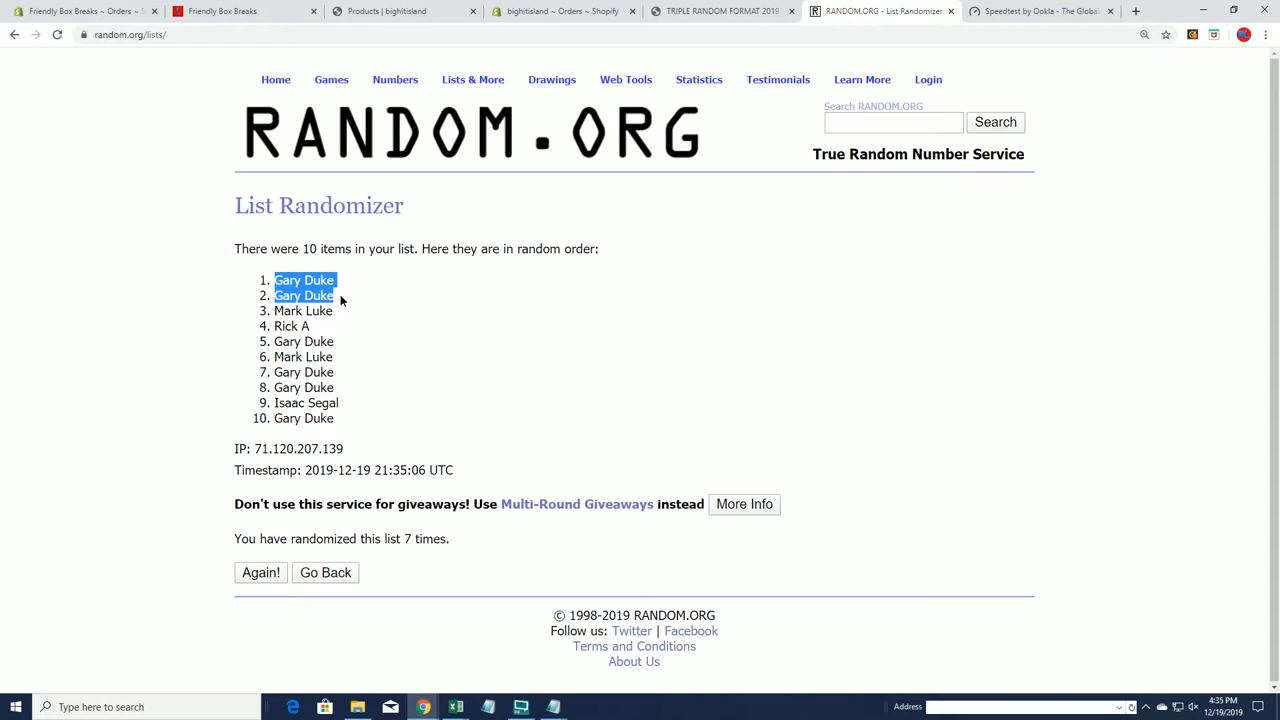 Friendly Box Breaks ~ Orders ~ S
Friendly Box Breaks
Products | bighitisland
bighitisland ~ Orders ~ Shopify
TRIPLE RANDOM FORMAT 2019
RANDOM.ORG - List Randomizer
Speedtest by Ookla - The Global
random.org/lists/
Home Games Numbers Lists & More Drawings Web Tools Statistics Testimonials Learn More Login
RANDOM.ORG
Search RANDOM.ORG
Search
True Random Number Service
List Randomizer
There were 10 items in your list. Here they are in random order:
1. Gary Duke
2. Gary Duke
3. Mark Luke
4. Rick A
5. Gary Duke
6. Mark Luke
7. Gary Duke
8. Gary Duke
9. Isaac Segal
10. Gary Duke
IP: 71.120.207.139
Timestamp: 2019-12-19 21:35:06 UTC
Don't use this service for giveaways! Use Multi-Round Giveaways instead More Info
You have randomized this list 7 times.
Again! Go Back
© 1998-2019 RANDOM.ORG
Follow us: Twitter | Facebook
Terms and Conditions
About Us
Type here to search
Address
4:35 PM
12/19/2019